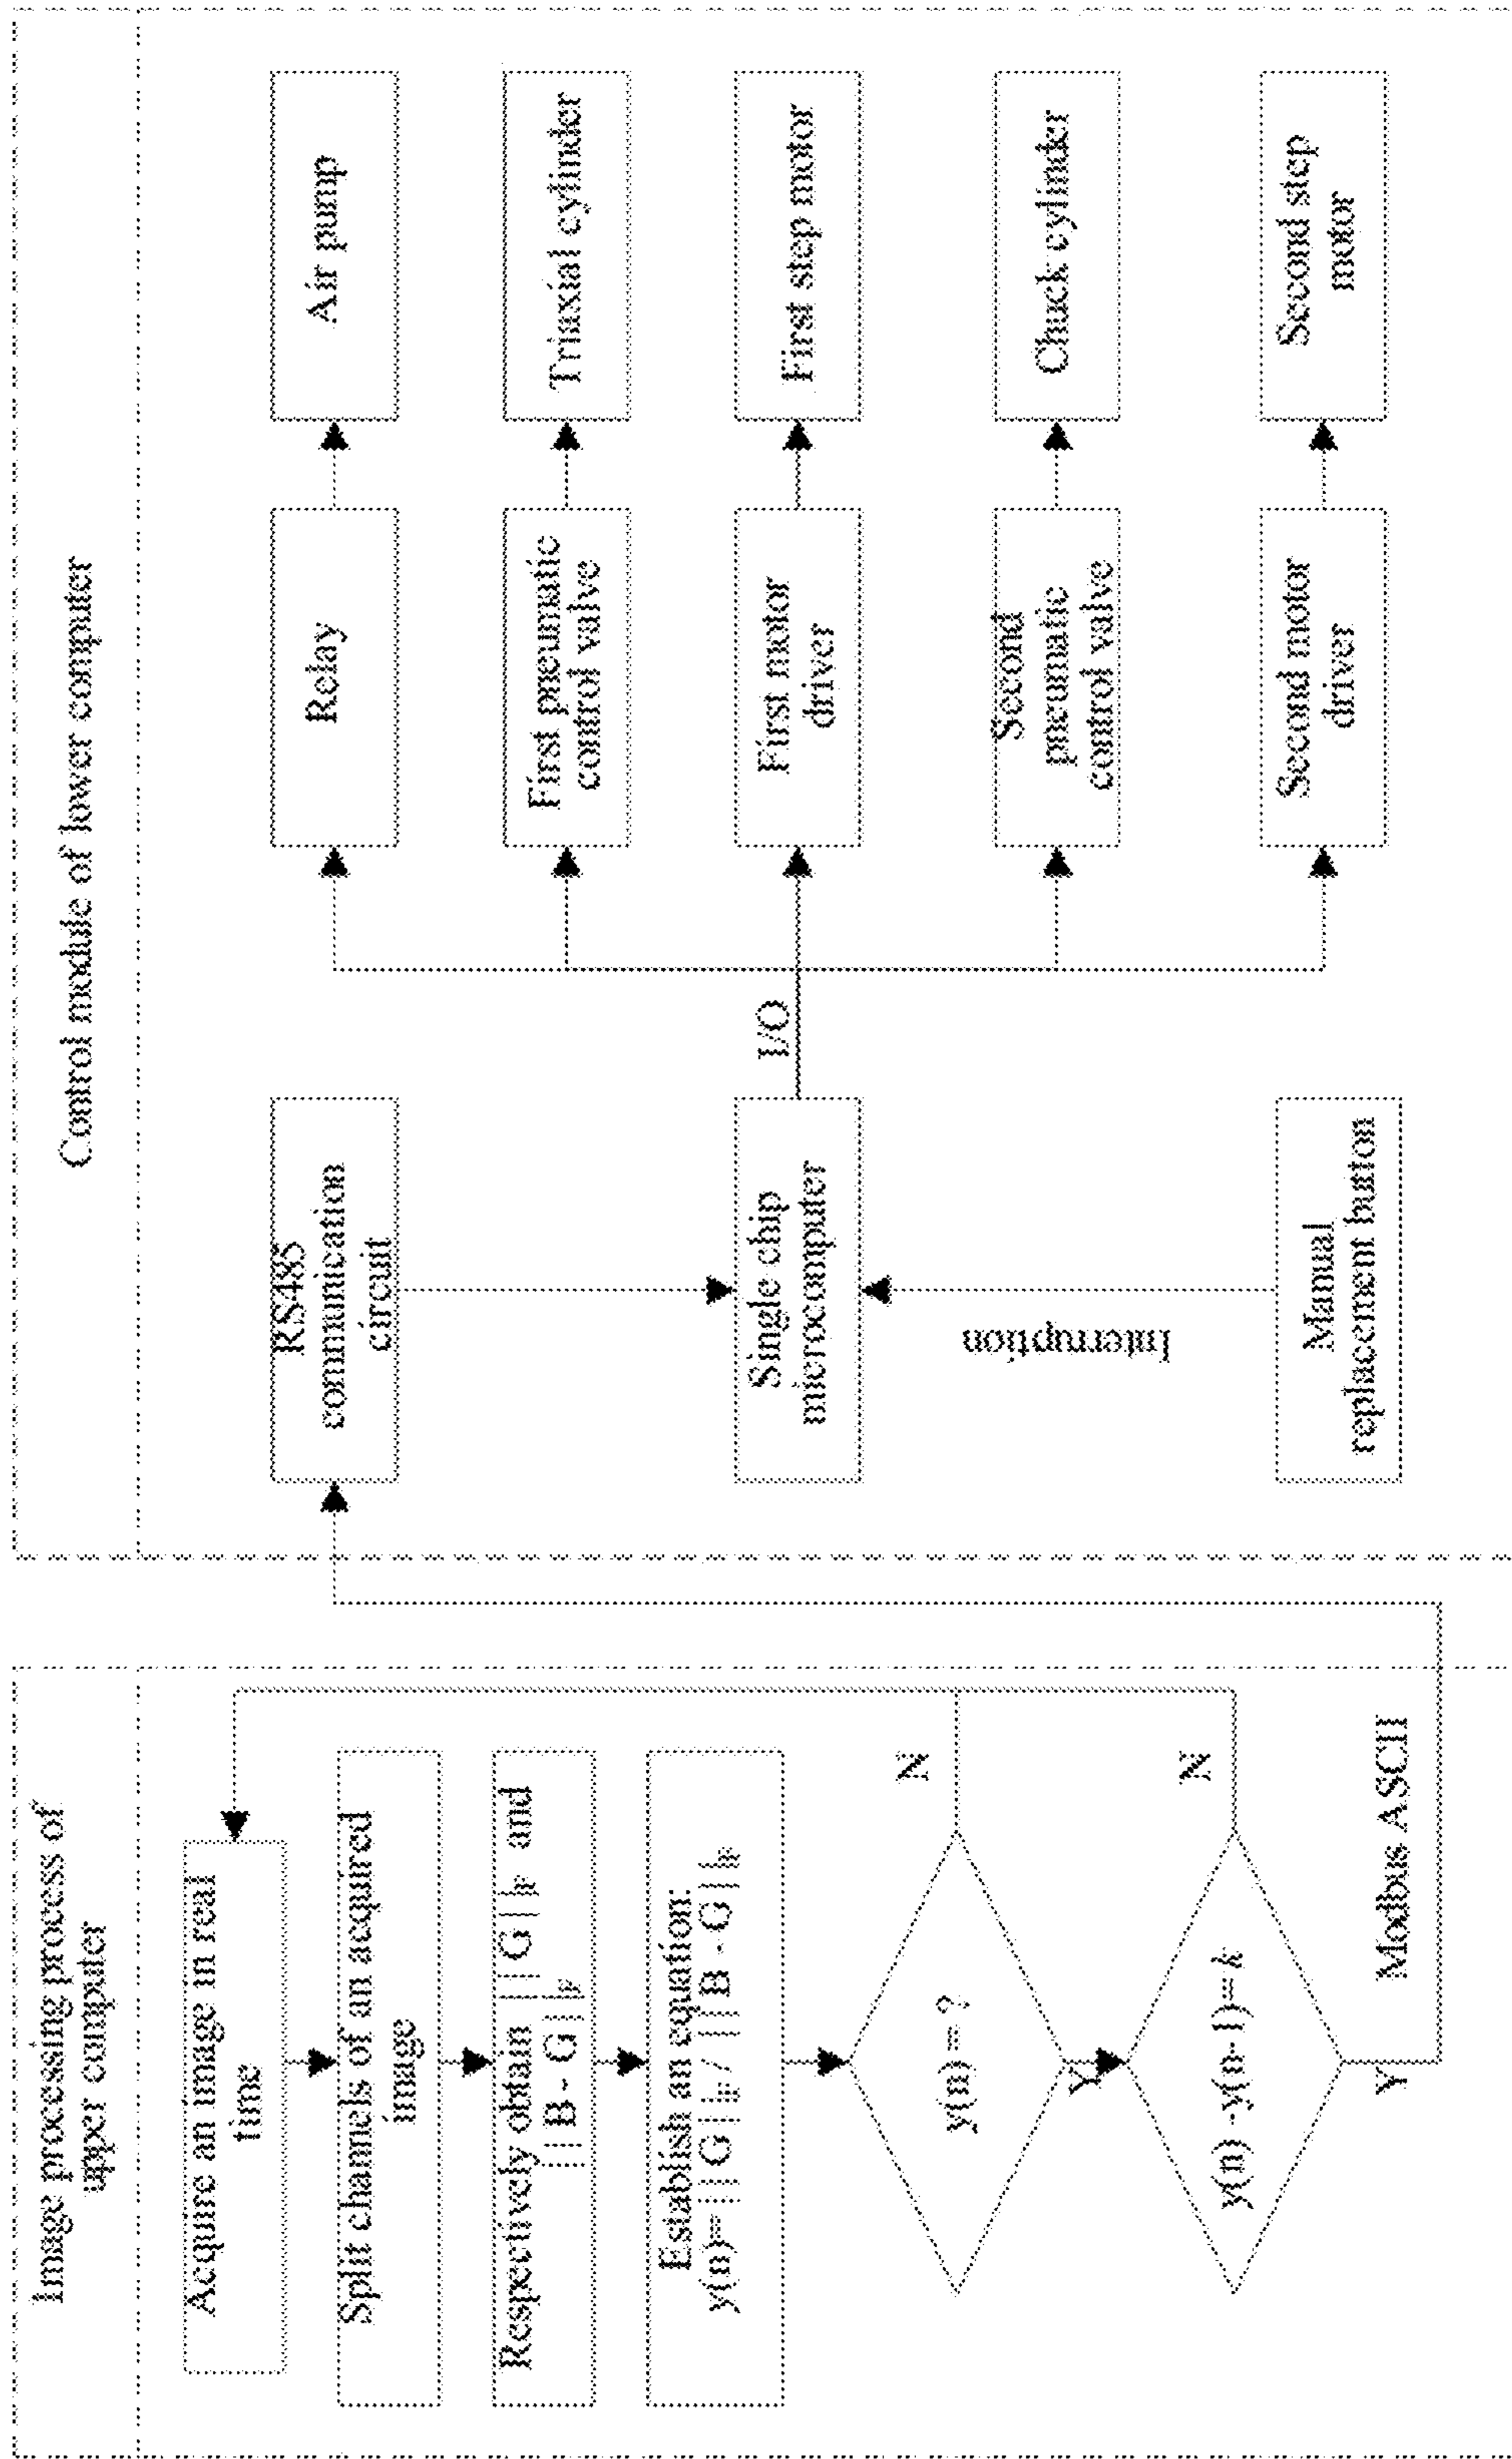 Image processing process of
upper computer
Acquire an image in real
time
Split channels of an acquired
image
Respectively obtain ||G||F and
||B - G||F
Establish an equation:
y(n)=||G||F/ ||B - G||F
y(n) = ?
N
Y
y(n) -y(n-1)= k
N
Y
Modbus ASCII
Control module of lower computer
RS485
communication
circuit
Single chip
microcomputer
Interruption
Manual
replacement button
I/O
Relay
First pneumatic
control valve
First motor
driver
Second
pneumatic
control valve
Second motor
driver
Air pump
Triaxial cylinder
First step motor
Chuck cylinder
Second step
motor